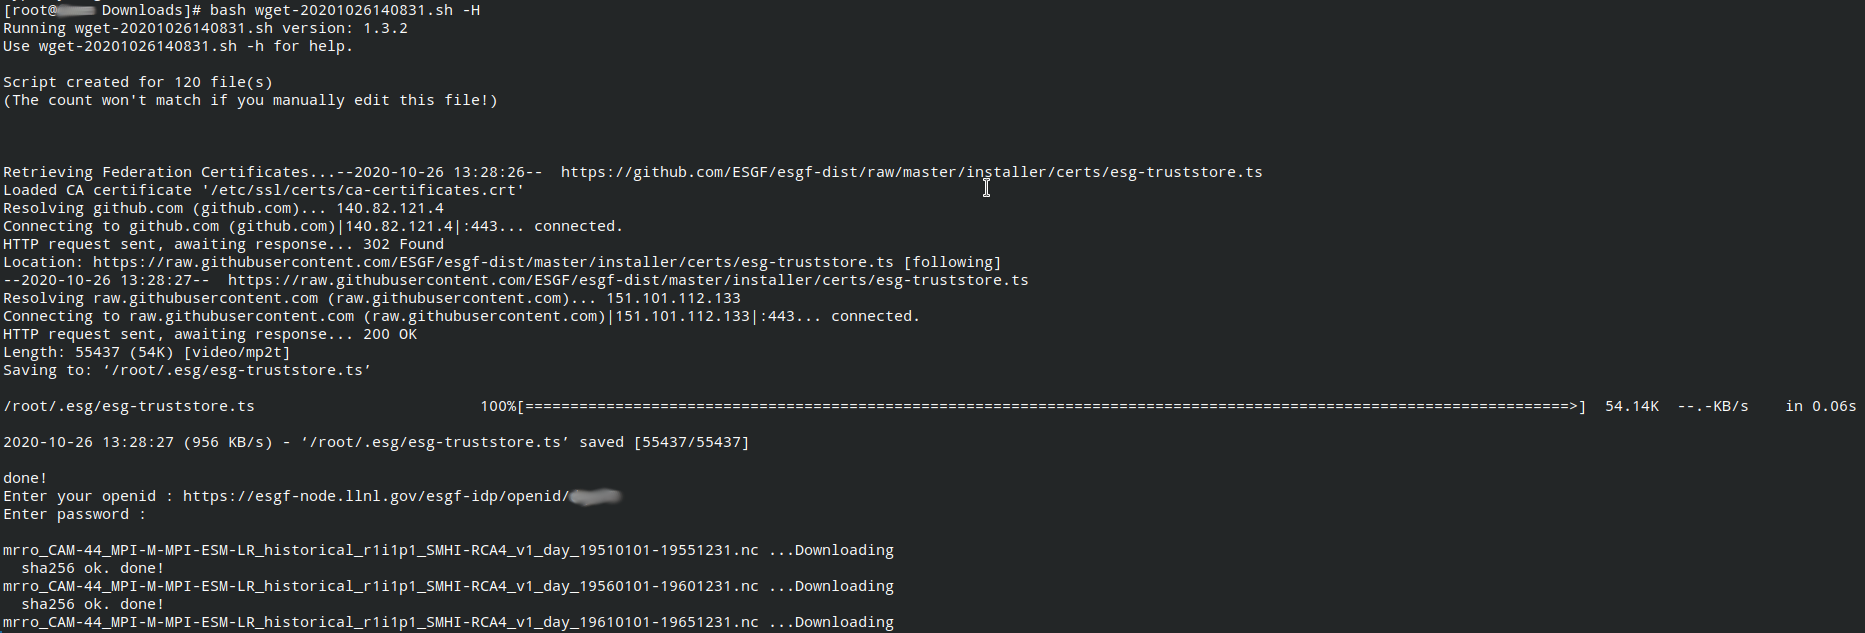 [root@ Downloads]# bash wget-20201026140831.sh -H
Running wget-20201026140831.sh version: 1.3.2
Use wget-20201026140831.sh -h for help.
Script created for 120 file(s)
(The count won't match if you manually edit this file!)
Retrieving Federation Certificates...--2020-10-26 13:28:26--  https://github.com/ESGF/esgf-dist/raw/master/installer/certs/esg-truststore.ts
Loaded CA certificate '/etc/ssl/certs/ca-certificates.crt'
Resolving github.com (github.com)... 140.82.121.4
Connecting to github.com (github.com)|140.82.121.4|:443... connected.
HTTP request sent, awaiting response... 302 Found
Location: https://raw.githubusercontent.com/ESGF/esgf-dist/master/installer/certs/esg-truststore.ts [following]
--2020-10-26 13:28:27--  https://raw.githubusercontent.com/ESGF/esgf-dist/master/installer/certs/esg-truststore.ts
Resolving raw.githubusercontent.com (raw.githubusercontent.com)... 151.101.112.133
Connecting to raw.githubusercontent.com (raw.githubusercontent.com)|151.101.112.133|:443... connected.
HTTP request sent, awaiting response... 200 OK
Length: 55437 (54K) [video/mp2t]
Saving to: ‘/root/.esg/esg-truststore.ts’
/root/.esg/esg-truststore.ts 100%[====================================================================================================================>] 54.14K --.-KB/s in 0.06s
2020-10-26 13:28:27 (956 KB/s) - ‘/root/.esg/esg-truststore.ts’ saved [55437/55437]
done!
Enter your openid : https://esgf-node.llnl.gov/esgf-idp/openid/
Enter password :
mrro_CAM-44_MPI-M-MPI-ESM-LR_historical_r1i1p1_SMHI-RCA4_v1_day_19510101-19551231.nc ...Downloading
sha256 ok. done!
mrro_CAM-44_MPI-M-MPI-ESM-LR_historical_r1i1p1_SMHI-RCA4_v1_day_19560101-19601231.nc ...Downloading
sha256 ok. done!
mrro_CAM-44_MPI-M-MPI-ESM-LR_historical_r1i1p1_SMHI-RCA4_v1_day_19610101-19651231.nc ...Downloading